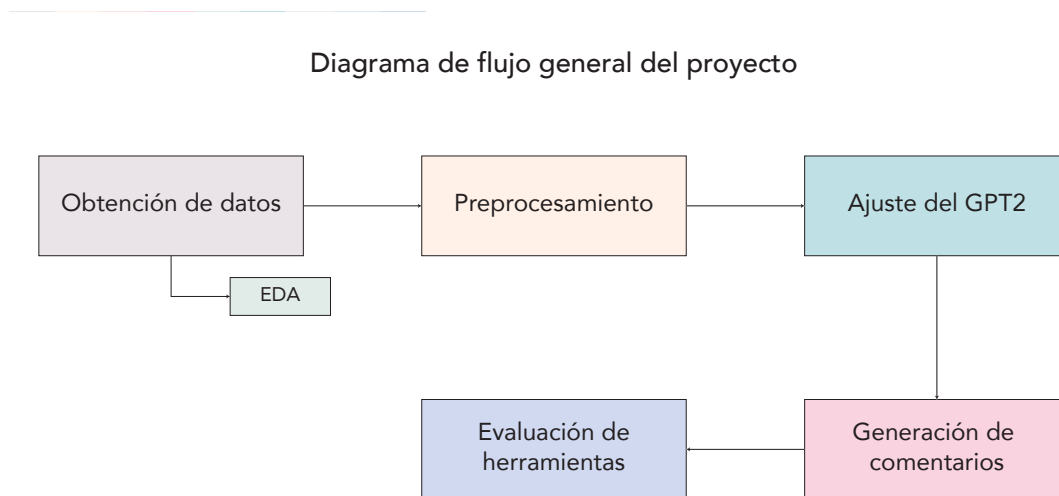 Diagrama de flujo general del proyecto
Obtención de datos
Preprocesamiento
Ajuste del GPT2
EDA
Evaluación de
herramientas
Generación de
comentarios